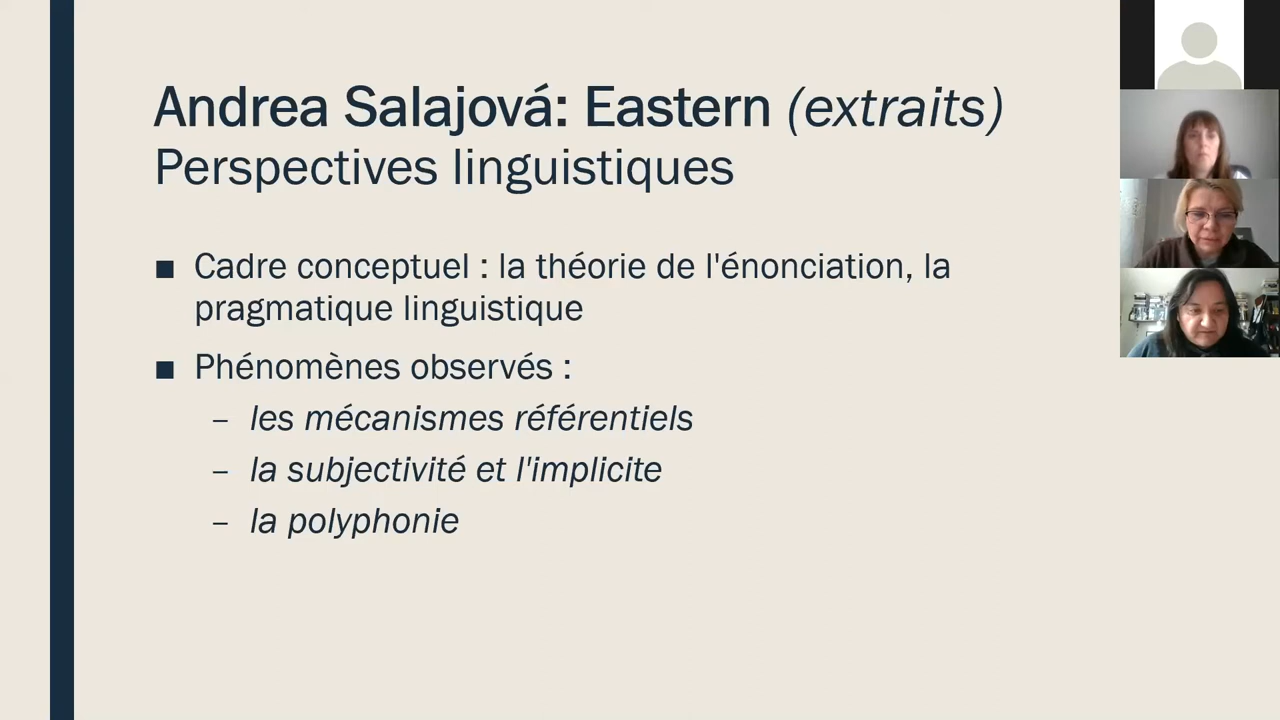 Andrea Salajová: Eastern (extraits)
Perspectives linguistiques
■ Cadre conceptuel : la théorie de l'énonciation, la
pragmatique linguistique
■ Phénomènes observés :
– les mécanismes référentiels
– la subjectivité et l'implicite
– la polyphonie